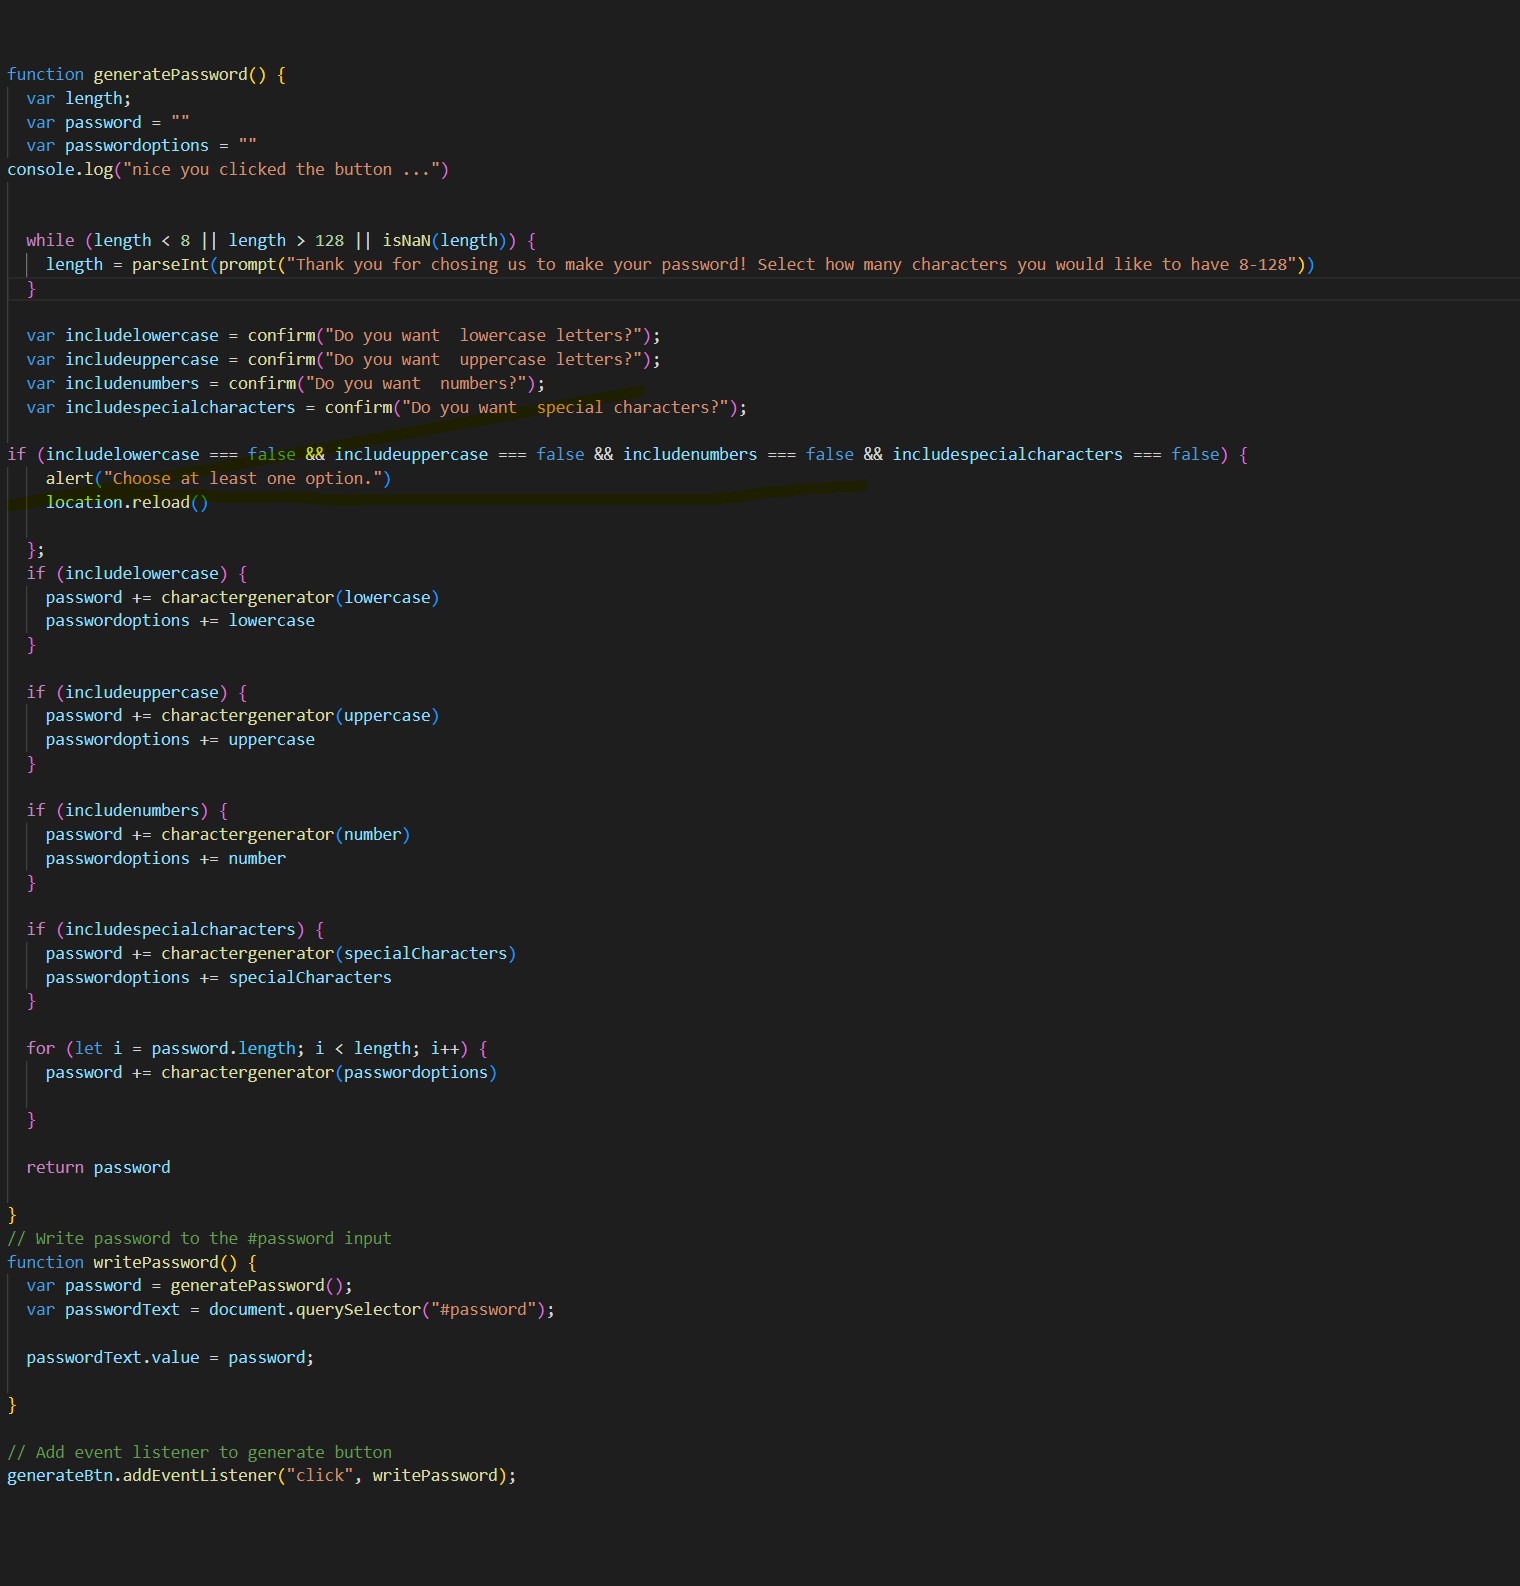 function generatePassword() {
var length;
var password = ""
var passwordoptions = ""
console.log("nice you clicked the button ...")
while (length < 8 || length > 128 || isNaN(length)) {
length = parseInt(prompt("Thank you for chosing us to make your password! Select how many characters you would like to have 8-128"))
}
var includelowercase = confirm("Do you want  lowercase letters?");
var includeuppercase = confirm("Do you want  uppercase letters?");
var includenumbers = confirm("Do you want  numbers?");
var includespecialcharacters = confirm("Do you want  special characters?");
if (includelowercase === false && includeuppercase === false && includenumbers === false && includespecialcharacters === false) {
alert("Choose at least one option.")
location.reload()
};
if (includelowercase) {
password += charactergenerator(lowercase)
passwordoptions += lowercase
}
if (includeuppercase) {
password += charactergenerator(uppercase)
passwordoptions += uppercase
}
if (includenumbers) {
password += charactergenerator(number)
passwordoptions += number
}
if (includespecialcharacters) {
password += charactergenerator(specialCharacters)
passwordoptions += specialCharacters
}
for (let i = password.length; i < length; i++) {
password += charactergenerator(passwordoptions)
}
return password
}
// Write password to the #password input
function writePassword() {
var password = generatePassword();
var passwordText = document.querySelector("#password");
passwordText.value = password;
}
// Add event listener to generate button
generateBtn.addEventListener("click", writePassword);